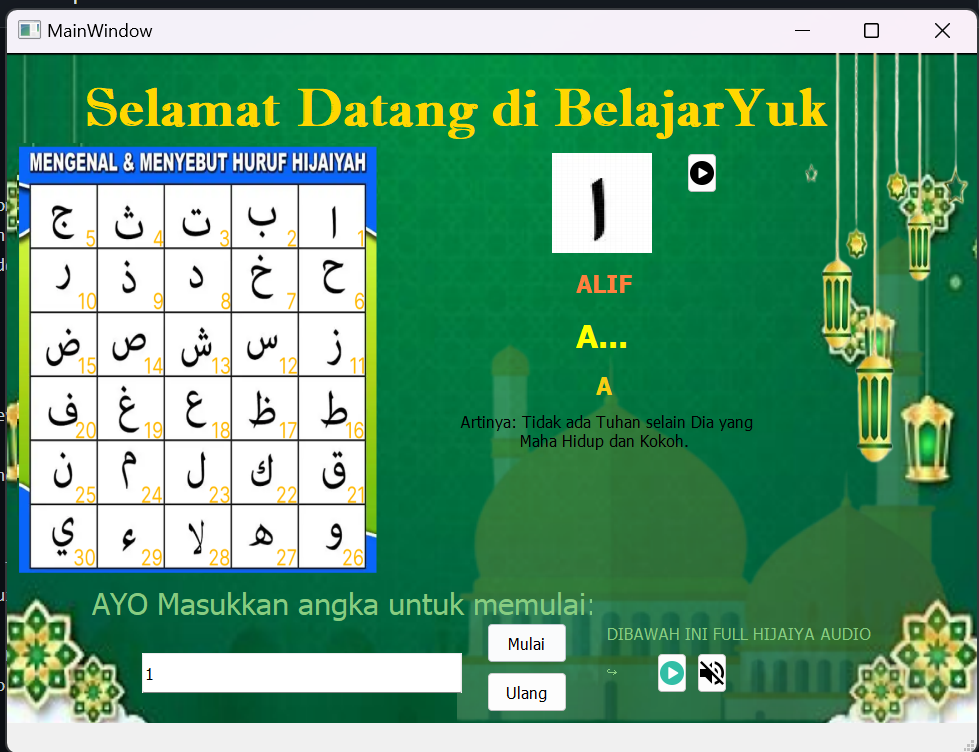 MainWindow
Selamat Datang di BelajarYuk
MENGENAL & MENYEBUT HURUF HIJAIYAH
ا 1 ب 2 ت 3 ث 4 ج 5
ح 6 خ 7 د 8 ذ 9 ر 10
ز 11 س 12 ش 13 ص 14 ض 15
ط 16 ظ 17 ع 18 غ 19 ف 20
ق 21 ك 22 ل 23 م 24 ن 25
و 26 ه 27 لا 28 ء 29 ي 30
ا
ALIF
A...
A
Artinya: Tidak ada Tuhan selain Dia yang
Maha Hidup dan Kokoh.
AYO Masukkan angka untuk memulai:
1
Mulai
Ulang
DIBAWAH INI FULL HIJAIYA AUDIO